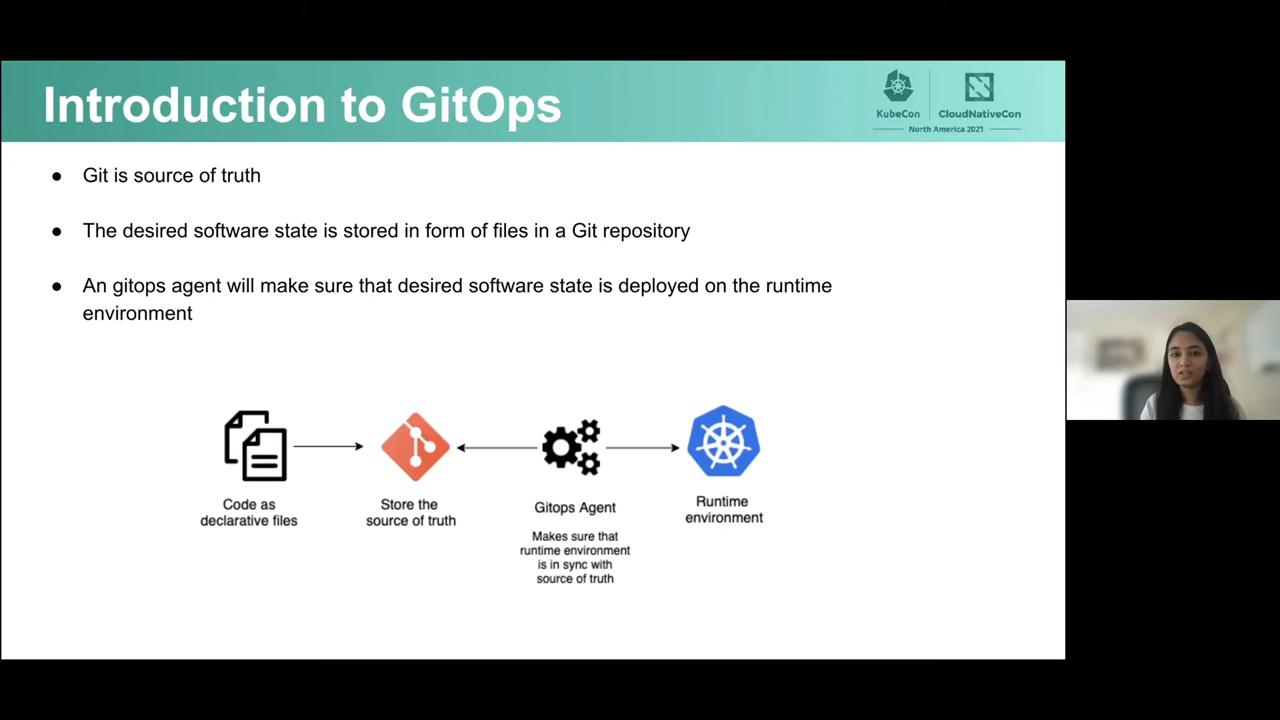 Introduction to GitOps
KubeCon
CloudNativeCon
North America 2021
● Git is source of truth
● The desired software state is stored in form of files in a Git repository
● An gitops agent will make sure that desired software state is deployed on the runtime
environment
Code as
declarative files
Store the
source of truth
Gitops Agent
Makes sure that
runtime environment
is in sync with
source of truth
Runtime
environment